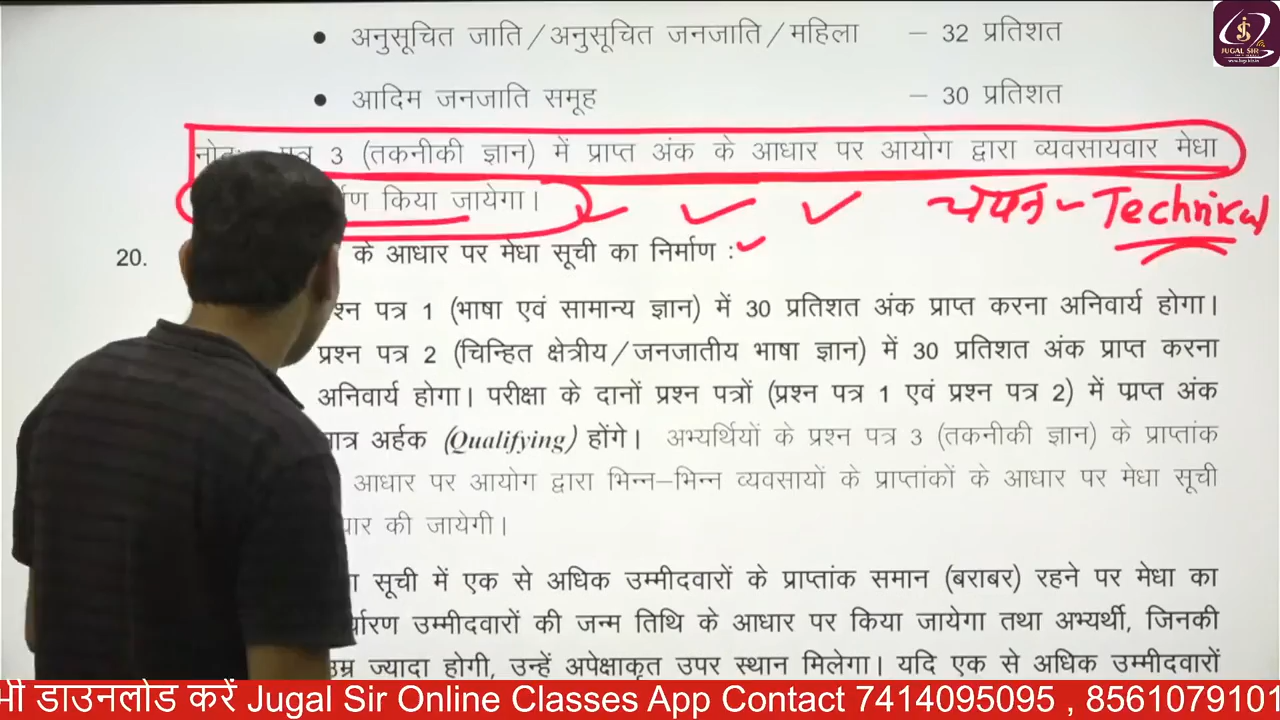 • अनुसूचित जाति/अनुसूचित जनजाति/महिला – 32 प्रतिशत
• आदिम जनजाति समूह – 30 प्रतिशत
3 (तकनीकी ज्ञान) में प्राप्त अंक के आधार पर आयोग द्वारा व्यवसायवार मेधा
किया जायेगा।
चयन - Technical
20. के आधार पर मेधा सूची का निर्माण :
पत्र 1 (भाषा एवं सामान्य ज्ञान) में 30 प्रतिशत अंक प्राप्त करना अनिवार्य होगा।
प्रश्न पत्र 2 (चिन्हित क्षेत्रीय/जनजातीय भाषा ज्ञान) में 30 प्रतिशत अंक प्राप्त करना
अनिवार्य होगा। परीक्षा के दानों प्रश्न पत्रों (प्रश्न पत्र 1 एवं प्रश्न पत्र 2) में प्राप्त अंक
अर्हक (Qualifying) होंगे। अभ्यर्थियों के प्रश्न पत्र 3 (तकनीकी ज्ञान) के प्राप्तांक
आधार पर आयोग द्वारा भिन्न–भिन्न व्यवसायों के प्राप्तांकों के आधार पर मेधा सूची
की जायेगी।
सूची में एक से अधिक उम्मीदवारों के प्राप्तांक समान (बराबर) रहने पर मेधा का
उम्मीदवारों की जन्म तिथि के आधार पर किया जायेगा तथा अभ्यर्थी, जिनकी
उम्र ज्यादा होगी, उन्हें अपेक्षाकृत उपर स्थान मिलेगा। यदि एक से अधिक उम्मीदवारों
भी डाउनलोड करें Jugal Sir Online Classes App Contact 7414095095 , 8561079101
JUGAL SIR